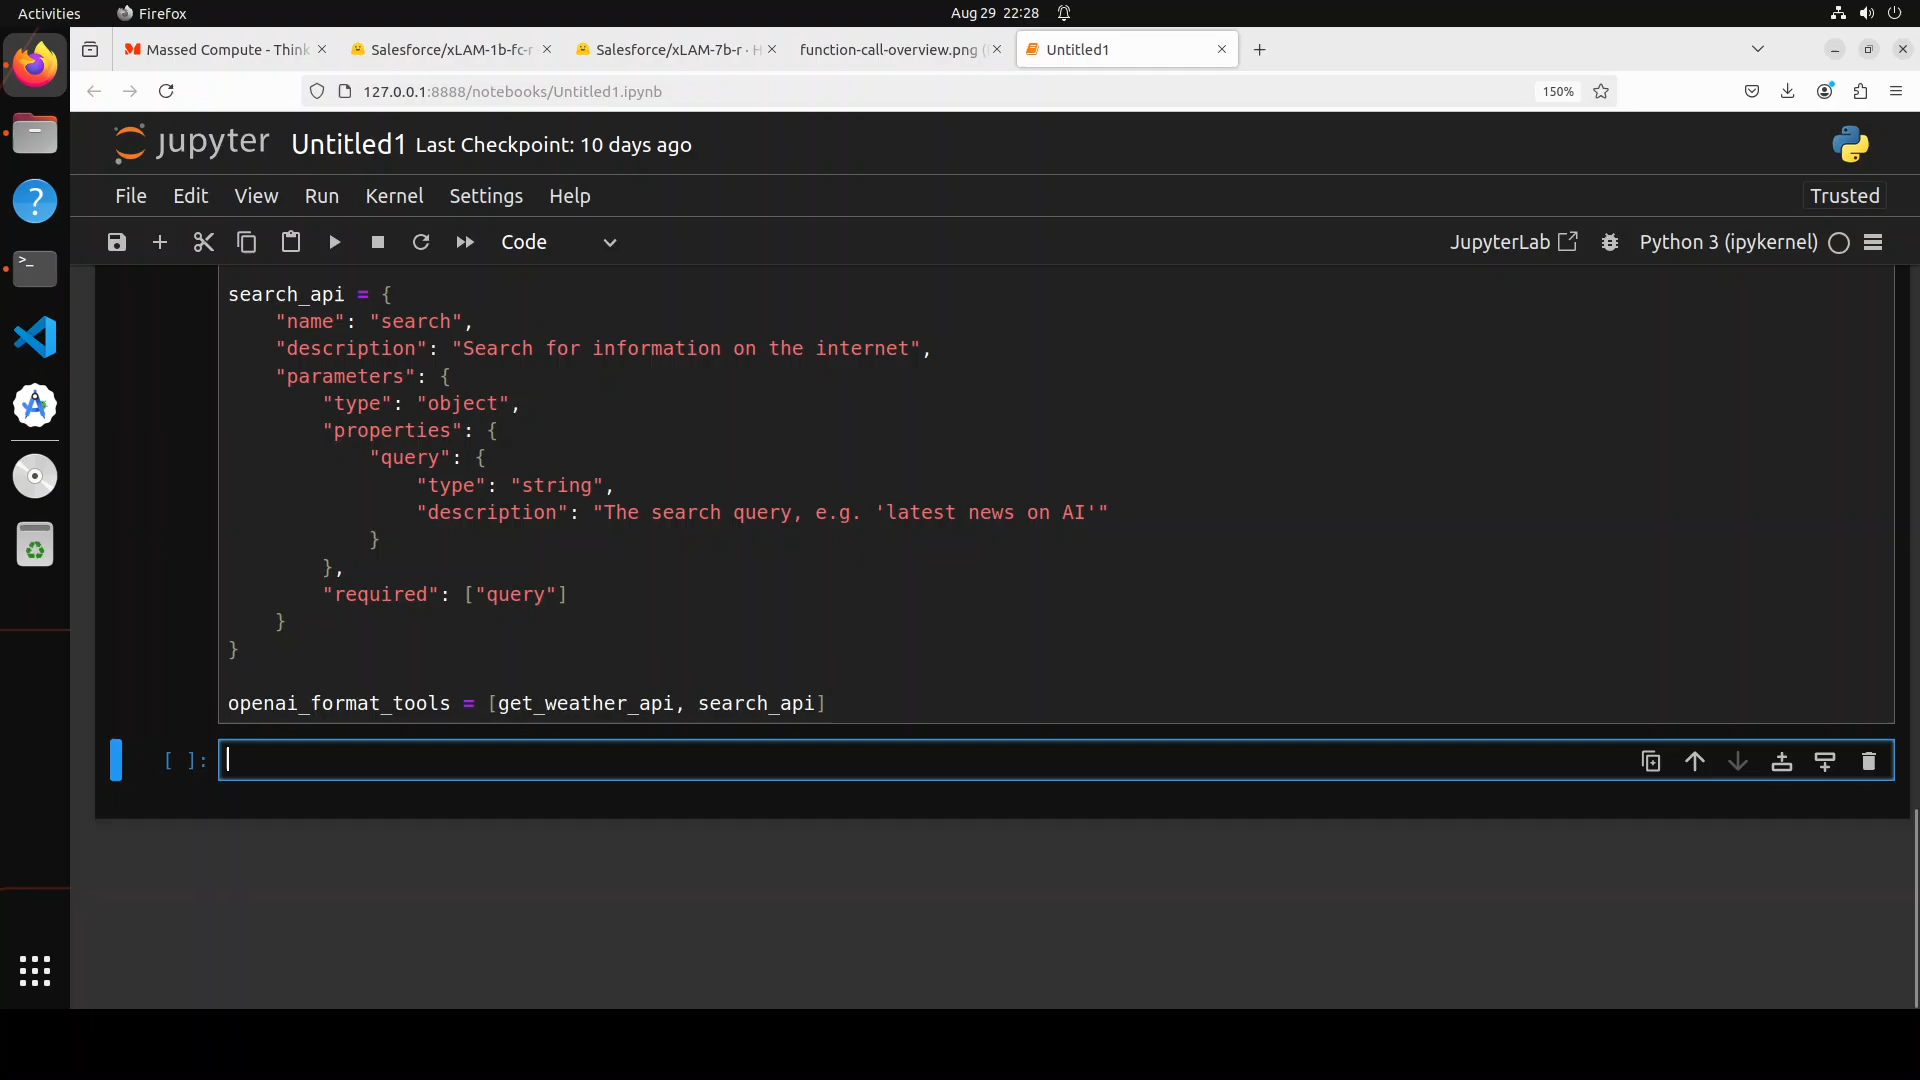 Activities
Firefox
Aug 29 22:28
Massed Compute - Think
Salesforce/xLAM-1b-fc-r
Salesforce/xLAM-7b-r · H
function-call-overview.png (
Untitled1
127.0.0.1:8888/notebooks/Untitled1.ipynb
150%
jupyter
Untitled1 Last Checkpoint: 10 days ago
File Edit View Run Kernel Settings Help
Trusted
Code
JupyterLab
Python 3 (ipykernel)
search_api = {
"name": "search",
"description": "Search for information on the internet",
"parameters": {
"type": "object",
"properties": {
"query": {
"type": "string",
"description": "The search query, e.g. 'latest news on AI'"
}
},
"required": ["query"]
}
}
openai_format_tools = [get_weather_api, search_api]
[ ]: